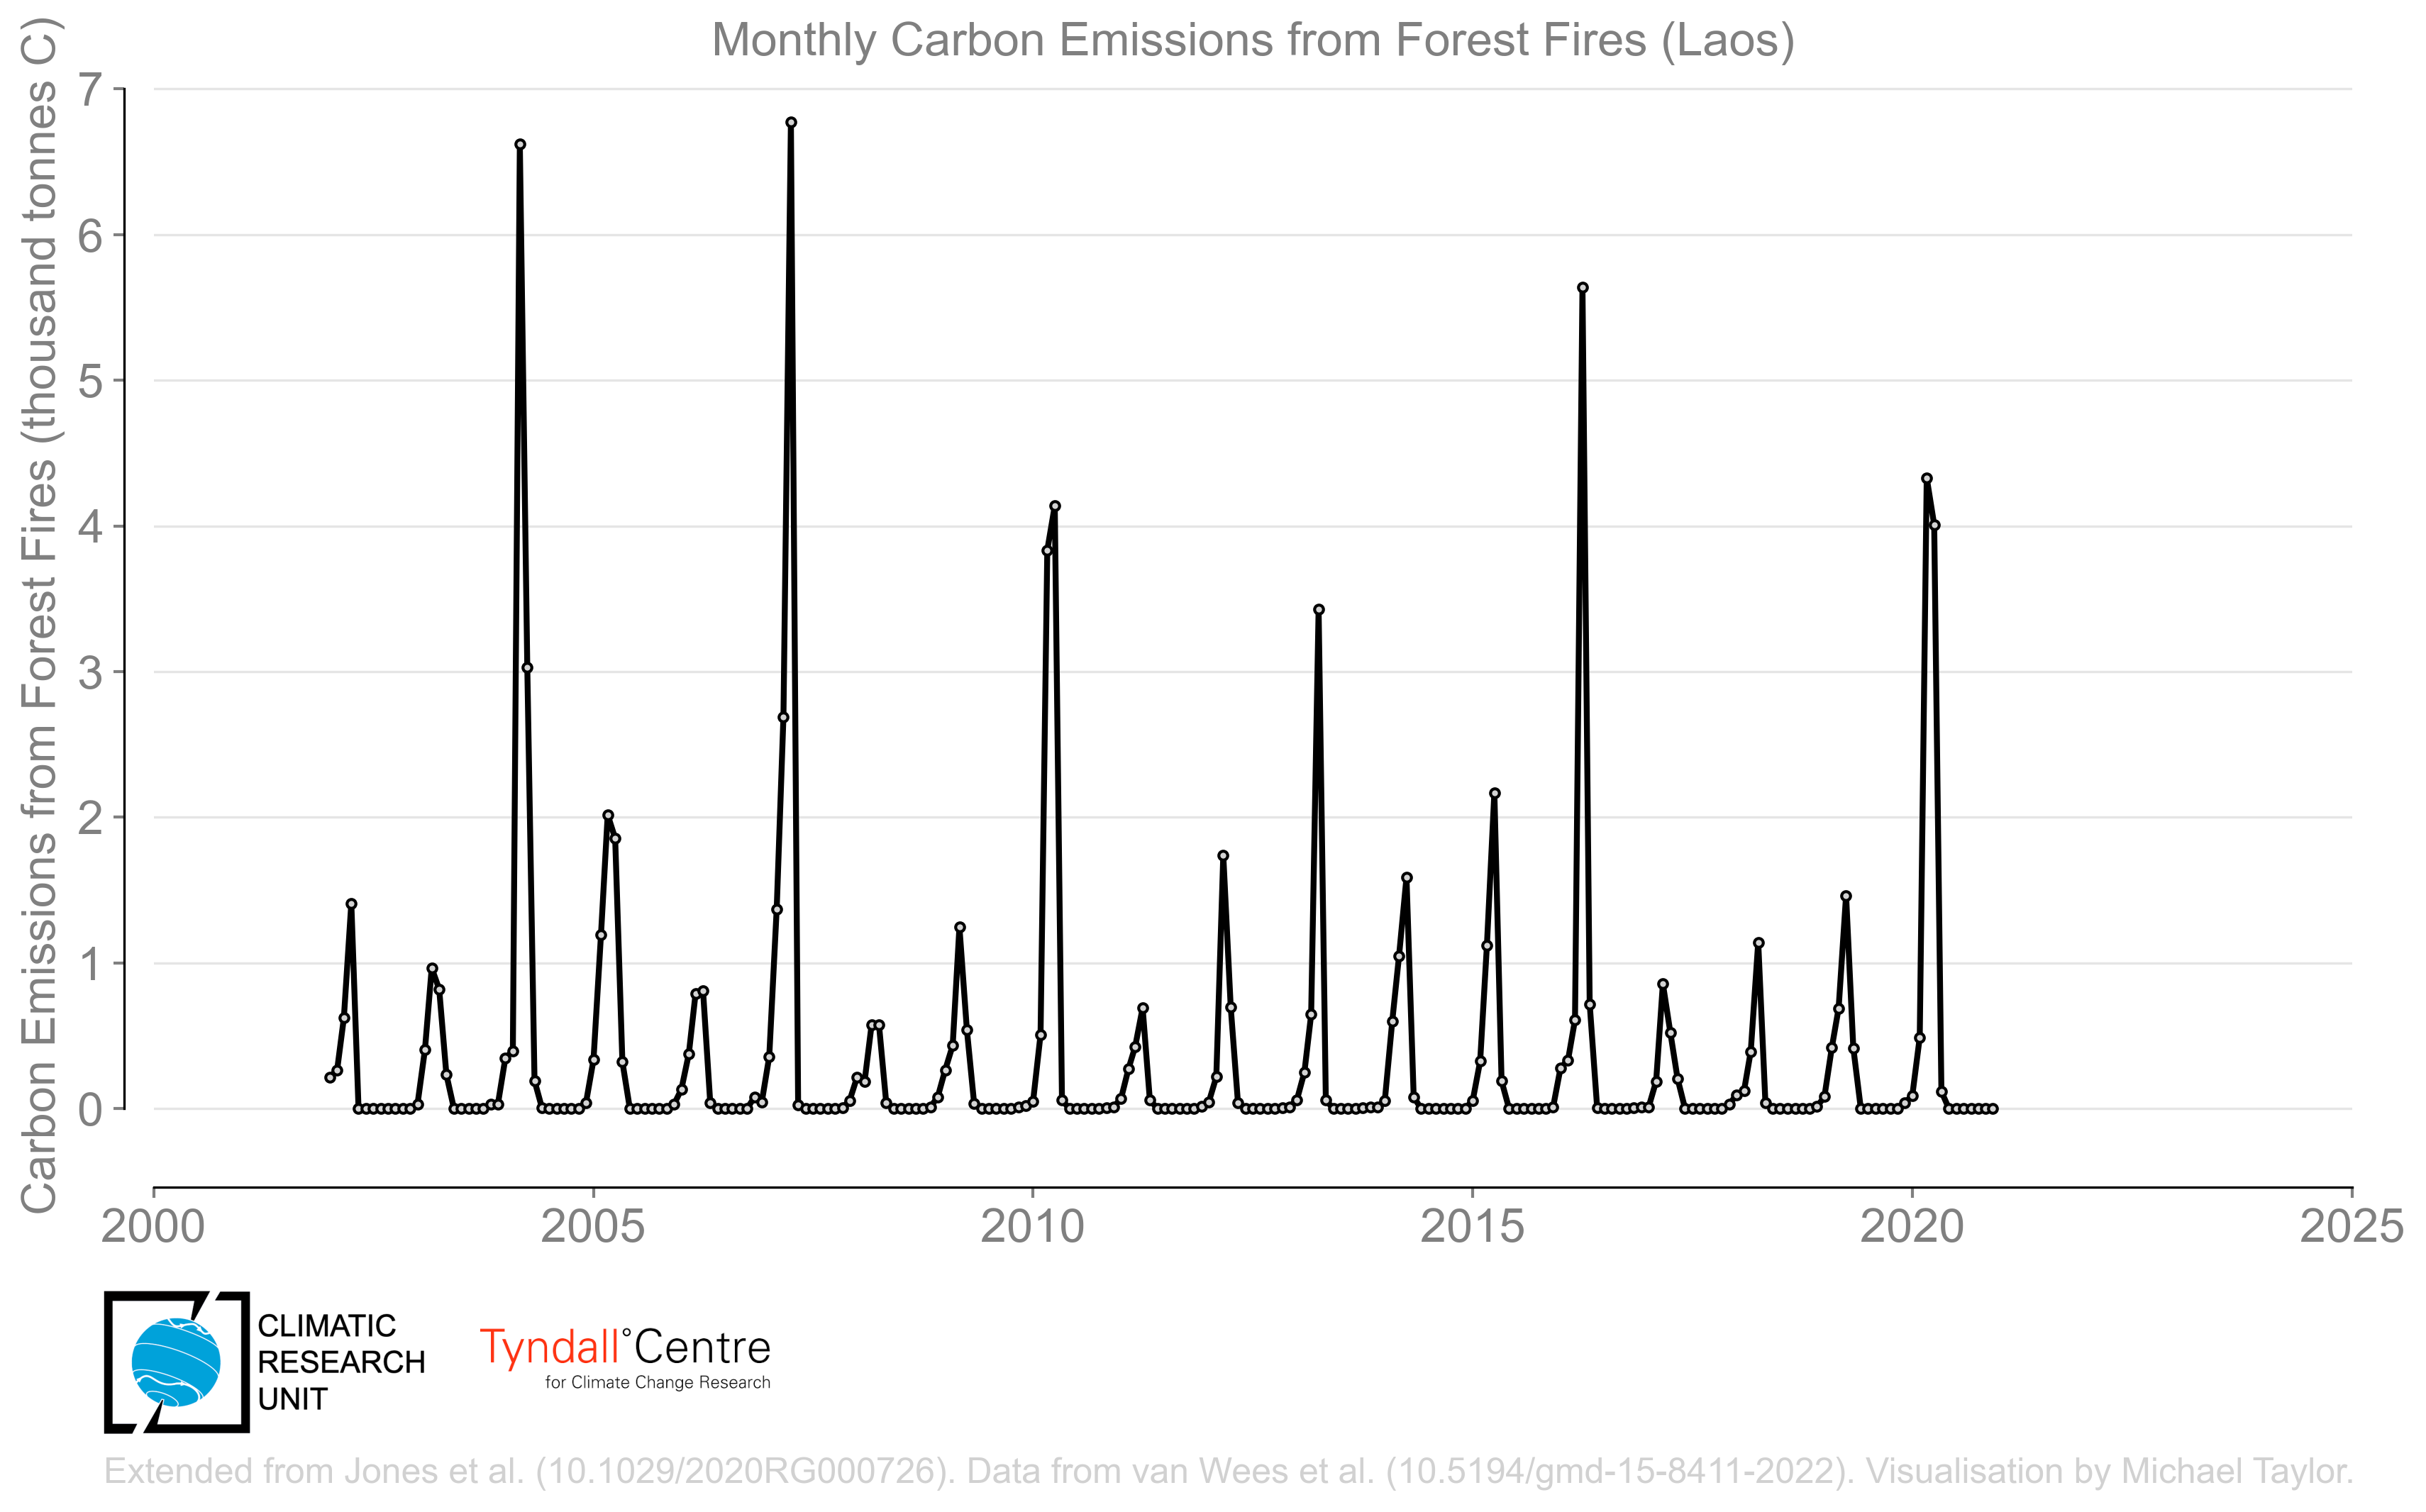 Monthly Carbon Emissions from Forest Fires (Laos)
Carbon Emissions from Forest Fires (thousand tonnes C)
7
6
5
4
3
2
1
0
2000 2005 2010 2015 2020 2025
CLIMATIC
RESEARCH
UNIT
Tyndall°Centre
for Climate Change Research
Extended from Jones et al. (10.1029/2020RG000726). Data from van Wees et al. (10.5194/gmd-15-8411-2022). Visualisation by Michael Taylor.